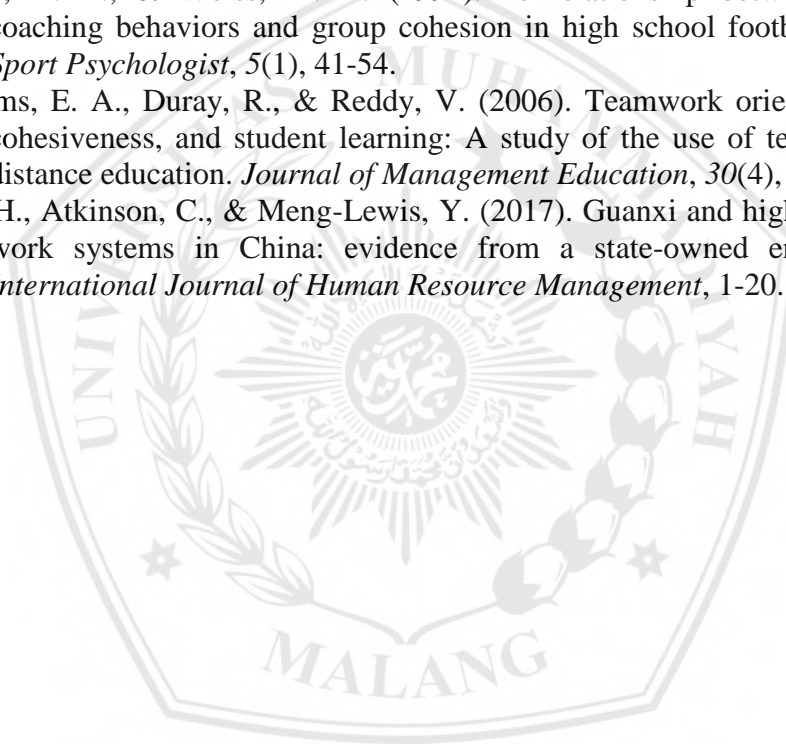 coaching behaviors and group cohesion in high school footb
Sport Psychologist, 5(1), 41-54.
ms, E. A., Duray, R., & Reddy, V. (2006). Teamwork orie
cohesiveness, and student learning: A study of the use of te
distance education. Journal of Management Education, 30(4),
H., Atkinson, C., & Meng-Lewis, Y. (2017). Guanxi and high
work systems in China: evidence from a state-owned en
International Journal of Human Resource Management, 1-20.
UNIVERSITAS MUHAMMADIYAH
MALANG